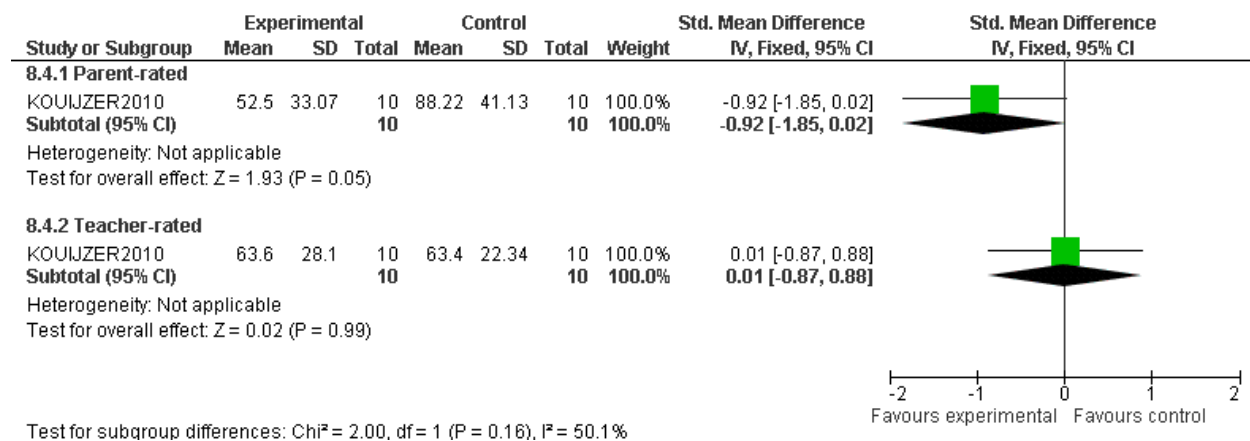 Experimental Control Std. Mean Difference Std. Mean Difference
Study or Subgroup Mean SD Total Mean SD Total Weight IV, Fixed, 95% CI IV, Fixed, 95% CI
8.4.1 Parent-rated
KOUIJZER2010 52.5 33.07 10 88.22 41.13 10 100.0% -0.92 [-1.85, 0.02]
Subtotal (95% CI) 10 10 100.0% -0.92 [-1.85, 0.02]
Heterogeneity: Not applicable
Test for overall effect: Z = 1.93 (P = 0.05)
8.4.2 Teacher-rated
KOUIJZER2010 63.6 28.1 10 63.4 22.34 10 100.0% 0.01 [-0.87, 0.88]
Subtotal (95% CI) 10 10 100.0% 0.01 [-0.87, 0.88]
Heterogeneity: Not applicable
Test for overall effect: Z = 0.02 (P = 0.99)
-2 -1 0 1 2
Favours experimental Favours control
Test for subgroup differences: Chi² = 2.00, df = 1 (P = 0.16), I² = 50.1%